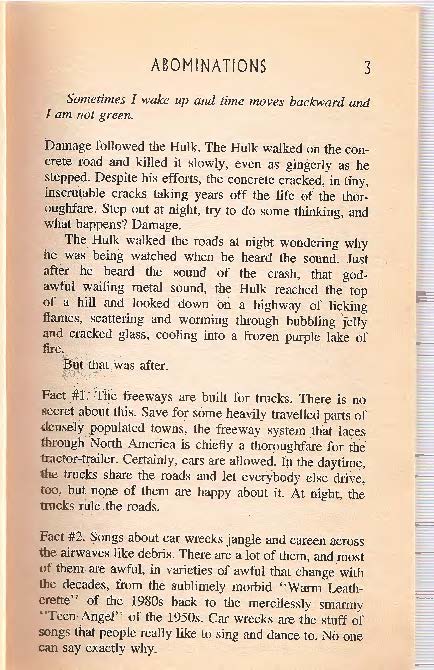 ABOMINATIONS 3
Sometimes I wake up and time moves backward and
I am not green.
Damage followed the Hulk. The Hulk walked on the con-
crete road and killed it slowly, even as gingerly as he
stepped. Despite his efforts, the concrete cracked, in tiny,
inscrutable cracks taking years off the life of the thor-
oughfare. Step out at night, try to do some thinking, and
what happens? Damage.
The Hulk walked the roads at night wondering why
he was being watched when he heard the sound. Just
after he heard the sound of the crash, that god-
awful wailing metal sound, the Hulk reached the top
of a hill and looked down on a highway of licking
flames, scattering and worming through bubbling jelly
and cracked glass, cooling into a frozen purple lake of
fire.
But that was after.
Fact #1. The freeways are built for trucks. There is no
secret about this. Save for some heavily travelled parts of
densely populated towns, the freeway system that laces
through North America is chiefly a thoroughfare for the
tractor-trailer. Certainly, cars are allowed. In the daytime,
the trucks share the roads and let everybody else drive,
too, but none of them are happy about it. At night, the
trucks rule the roads.
Fact #2. Songs about car wrecks jangle and careen across
the airwaves like debris. There are a lot of them, and most
of them are awful, in varieties of awful that change with
the decades, from the sublimely morbid "Warm Leath-
erette" of the 1980s back to the mercilessly smarmy
"Teen Angel" of the 1950s. Car wrecks are the stuff of
songs that people really like to sing and dance to. No one
can say exactly why.